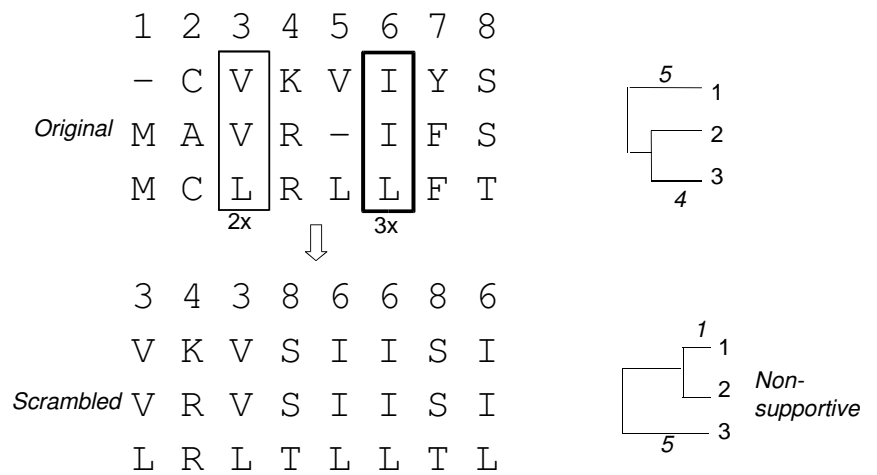 1 2 3 4 5 6 7 8
– C V K V I Y S
Original M A V R – I F S
M C L R L L F T
2x 3x
5
1
2
3
4
3 4 3 8 6 6 8 6
V K V S I I S I
Scrambled V R V S I I S I
L R L T L L T L
1
1
2 Non-
supportive
3
5